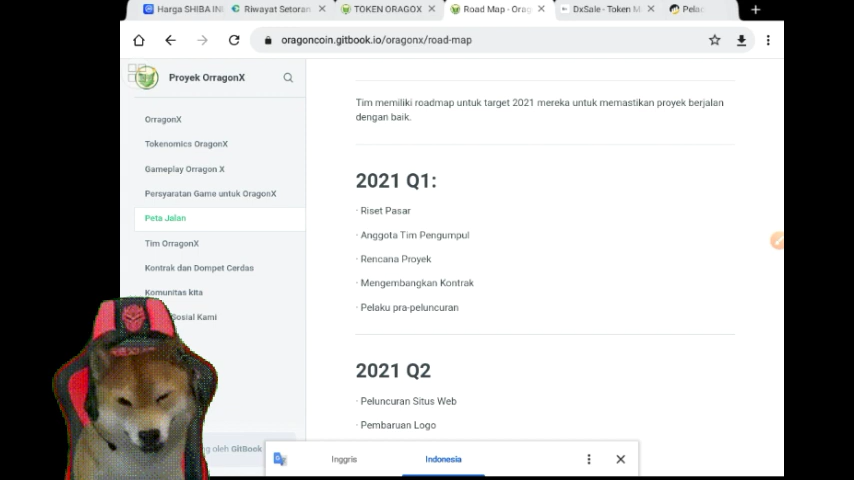 Harga SHIBA INU
Riwayat Setoran
TOKEN ORAGOX
Road Map - Orag
DxSale - Token M
Pela
oragoncoin.gitbook.io/oragonx/road-map
Proyek OrragonX
OrragonX
Tokenomics OragonX
Gameplay Orragon X
Persyaratan Game untuk OragonX
Peta Jalan
Tim OrragonX
Kontrak dan Dompet Cerdas
Komunitas kita
Sosial Kami
oleh GitBook
Tim memiliki roadmap untuk target 2021 mereka untuk memastikan proyek berjalan
dengan baik.
2021 Q1:
· Riset Pasar
· Anggota Tim Pengumpul
· Rencana Proyek
· Mengembangkan Kontrak
· Pelaku pra-peluncuran
2021 Q2
· Peluncuran Situs Web
· Pembaruan Logo
Inggris
Indonesia